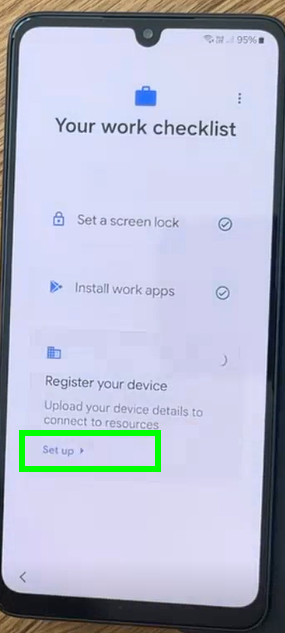 95%
Your work checklist
Set a screen lock
Install work apps
Register your device
Upload your device details to
connect to resources
Set up